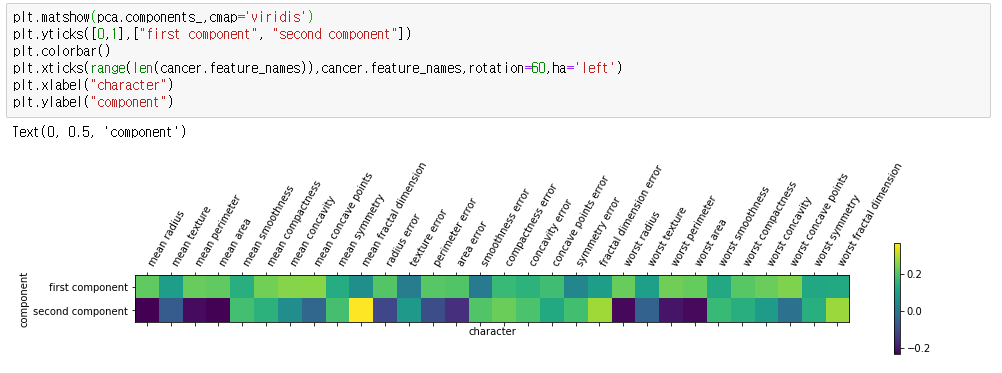 plt.matshow(pca.components_,cmap='viridis')
plt.yticks([0,1],["first component", "second component"])
plt.colorbar()
plt.xticks(range(len(cancer.feature_names)),cancer.feature_names,rotation=60,ha='left')
plt.xlabel("character")
plt.ylabel("component")
Text(0, 0.5, 'component')
mean radius
mean texture
mean perimeter
mean area
mean smoothness
mean compactness
mean concavity
mean concave points
mean symmetry
mean fractal dimension
radius error
texture error
perimeter error
area error
smoothness error
compactness error
concavity error
concave points error
symmetry error
fractal dimension error
worst radius
worst texture
worst perimeter
worst area
worst smoothness
worst compactness
worst concavity
worst concave points
worst symmetry
worst fractal dimension
component
first component
second component
character
0.2
0.0
−0.2